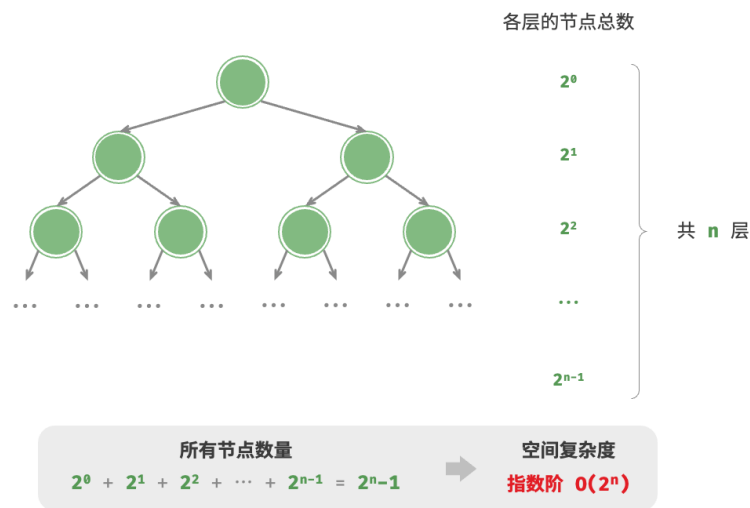 各层的节点总数
2⁰
2¹
2²
共 n 层
... ... ... ... ... ... ... ... ...
2ⁿ⁻¹
所有节点数量
空间复杂度
2⁰ + 2¹ + 2² + ... + 2ⁿ⁻¹ = 2ⁿ-1
指数阶 O(2ⁿ)